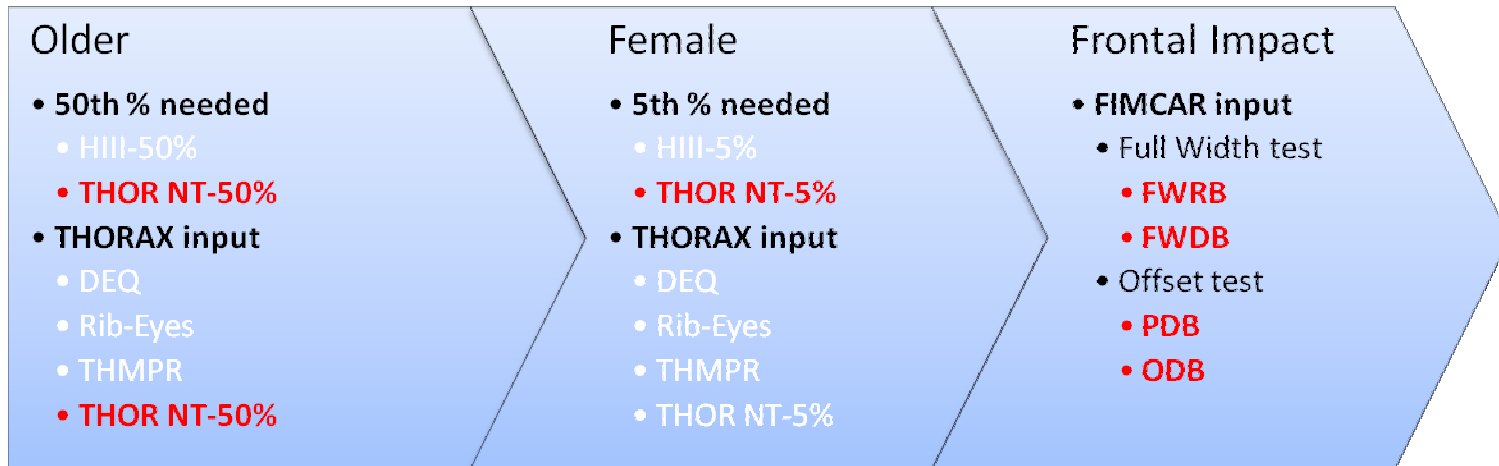 Older
• 50th % needed
• HIII-50%
• THOR NT-50%
• THORAX input
• DEQ
• Rib-Eyes
• THMPR
• THOR NT-50%
Female
• 5th % needed
• HIII-5%
• THOR NT-5%
• THORAX input
• DEQ
• Rib-Eyes
• THMPR
• THOR NT-5%
Frontal Impact
• FIMCAR input
• Full Width test
• FWRB
• FWDB
• Offset test
• PDB
• ODB